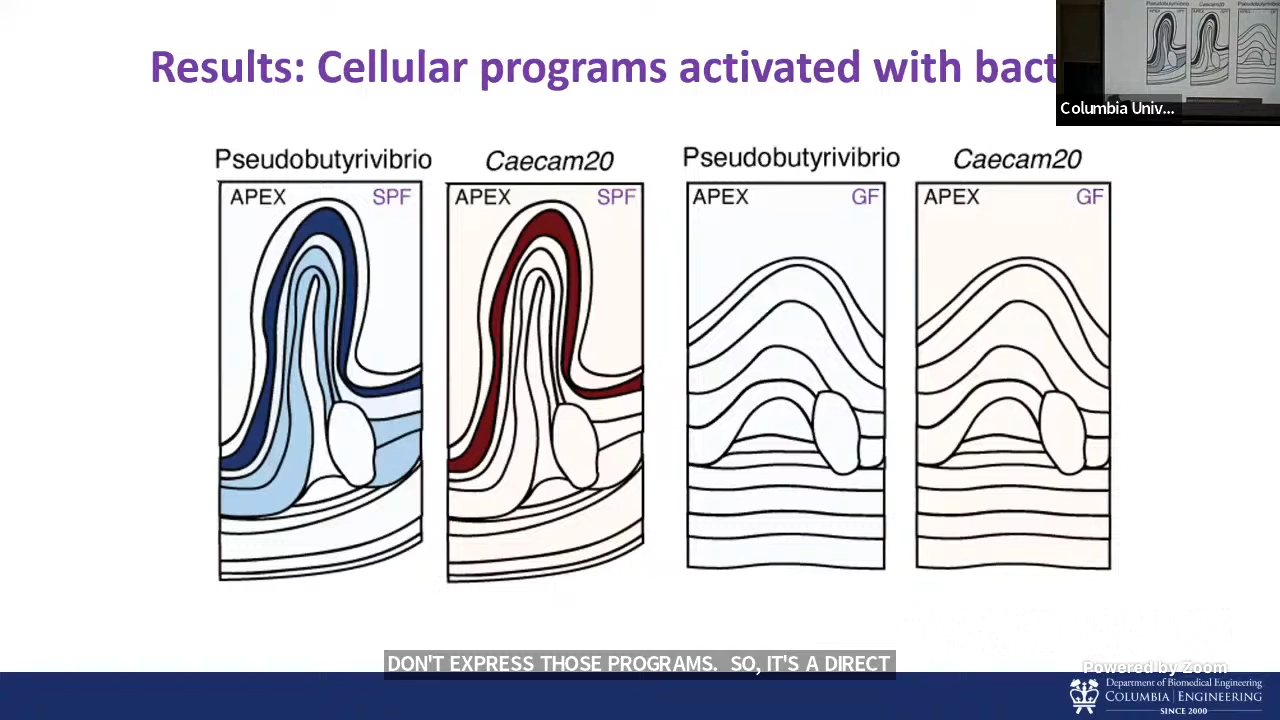 Results: Cellular programs activated with bact
Columbia Univ...
Pseudobutyrivibrio
Caecam20
Pseudobutyrivibrio
Caecam20
APEX SPF
APEX SPF
APEX GF
APEX GF
DON'T EXPRESS THOSE PROGRAMS. SO, IT'S A DIRECT
Powered by Zoom
Department of Biomedical Engineering
COLUMBIA | ENGINEERING
SINCE 2000